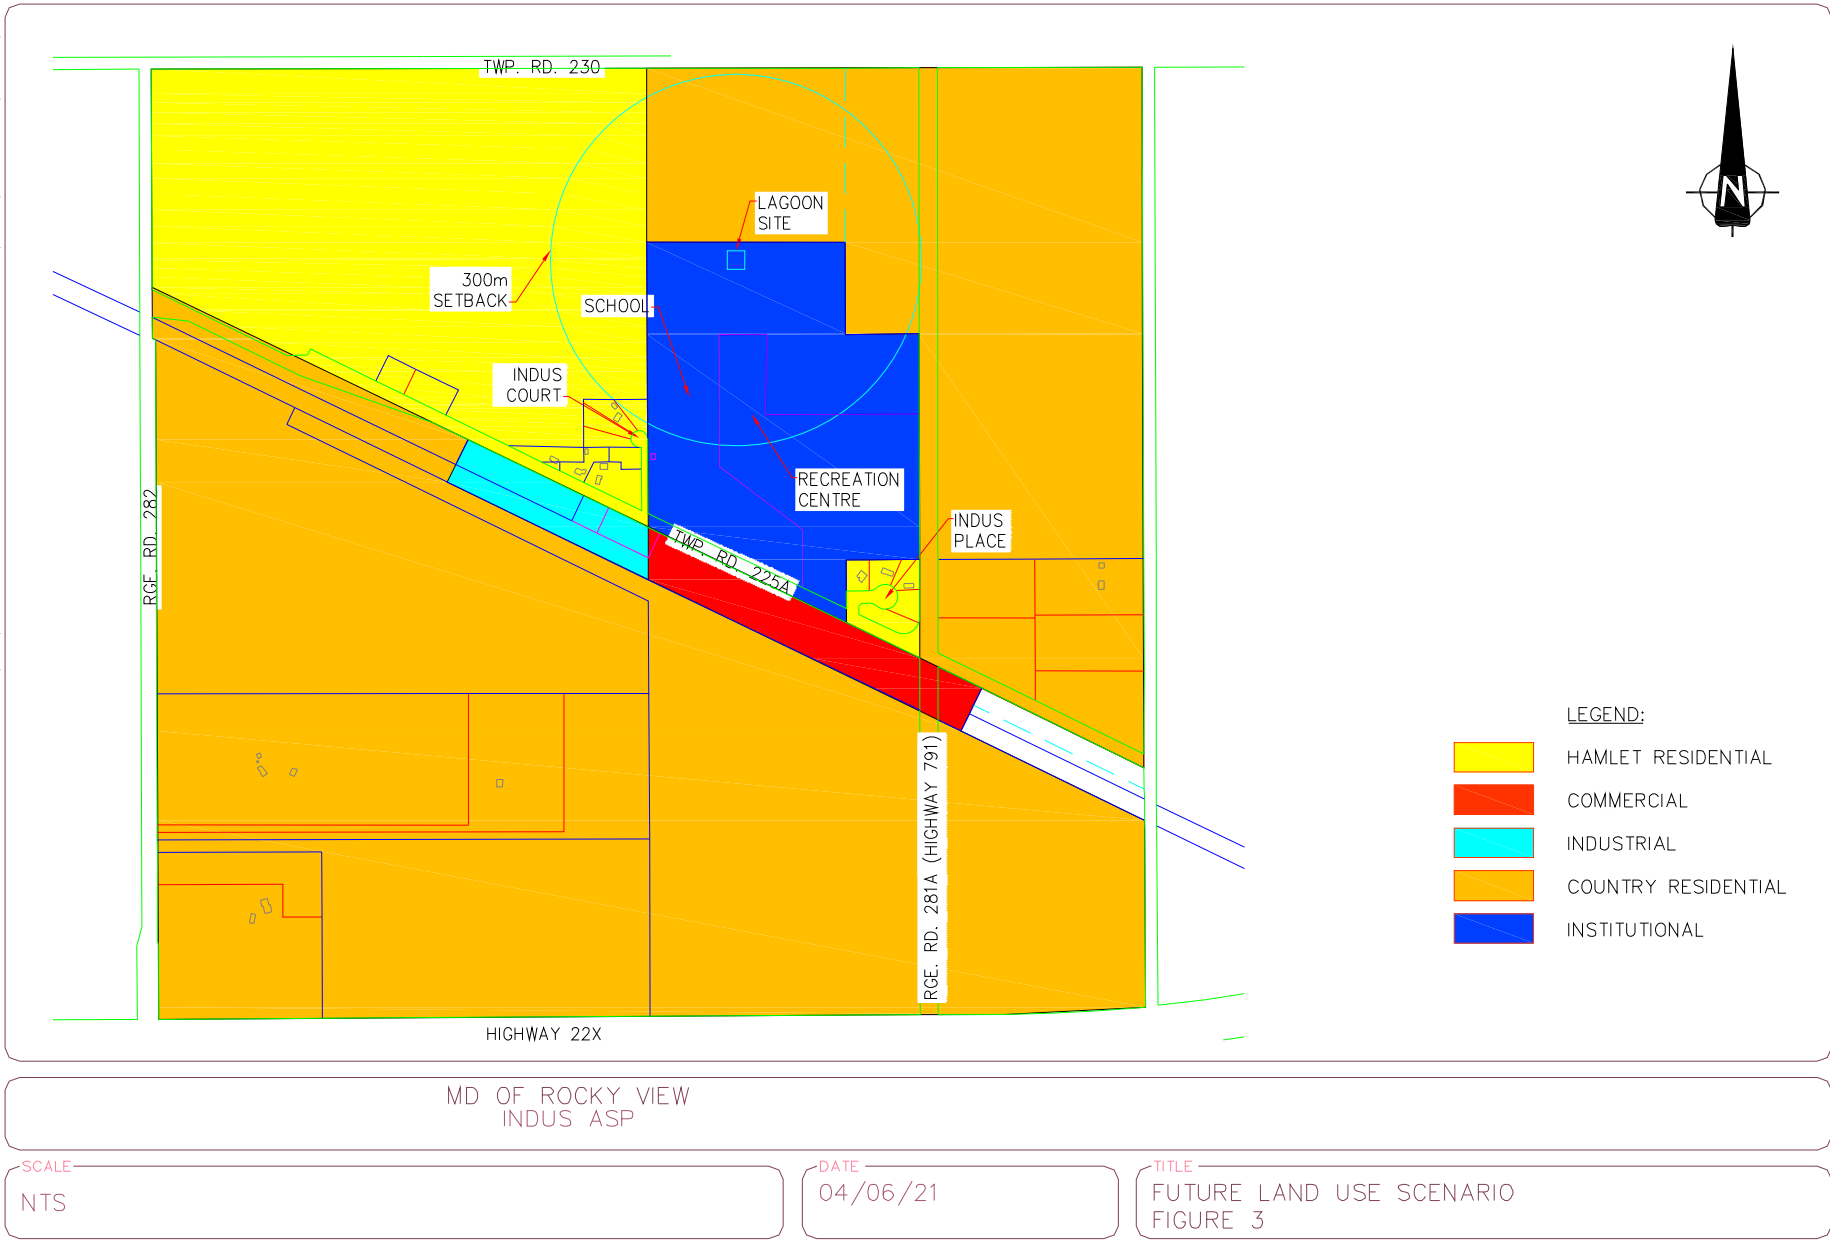 TWP. RD. 230
N
LAGOON
SITE
300m
SETBACK
SCHOOL
INDUS
COURT
RECREATION
CENTRE
INDUS
PLACE
RGE. RD. 282
TWP. RD. 225A
RGE. RD. 281A (HIGHWAY 791)
HIGHWAY 22X
LEGEND:
HAMLET RESIDENTIAL
COMMERCIAL
INDUSTRIAL
COUNTRY RESIDENTIAL
INSTITUTIONAL
MD OF ROCKY VIEW
INDUS ASP
SCALE
NTS
DATE
04/06/21
TITLE
FUTURE LAND USE SCENARIO
FIGURE 3